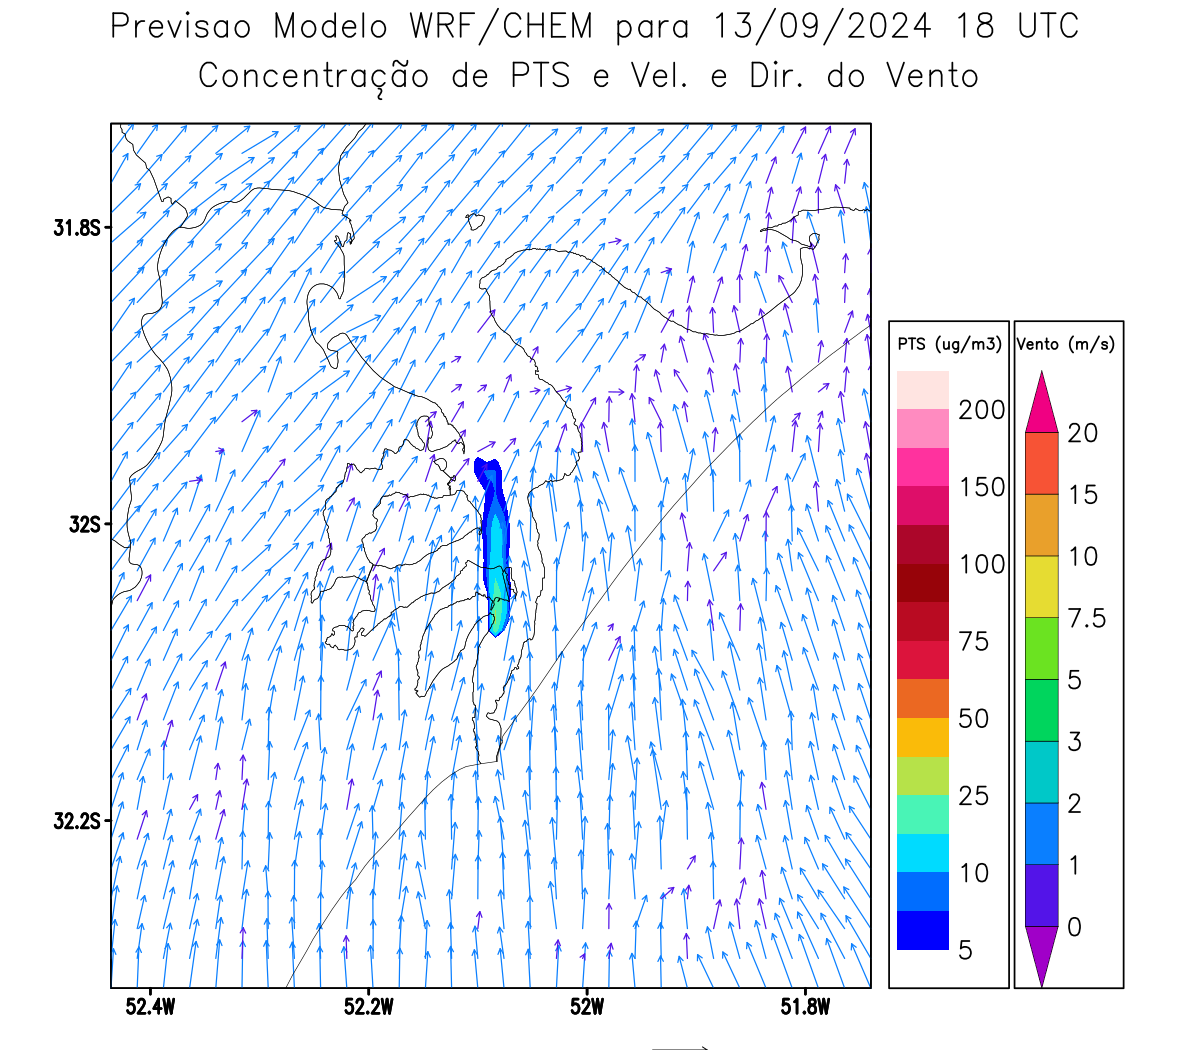 Previsao Modelo WRF/CHEM para 13/09/2024 18 UTC
Concentração de PTS e Vel. e Dir. do Vento
31.8S
32S
32.2S
52.4W 52.2W 52W 51.8W
PTS (ug/m3)
200
150
100
75
50
25
10
5
Vento (m/s)
20
15
10
7.5
5
3
2
1
0